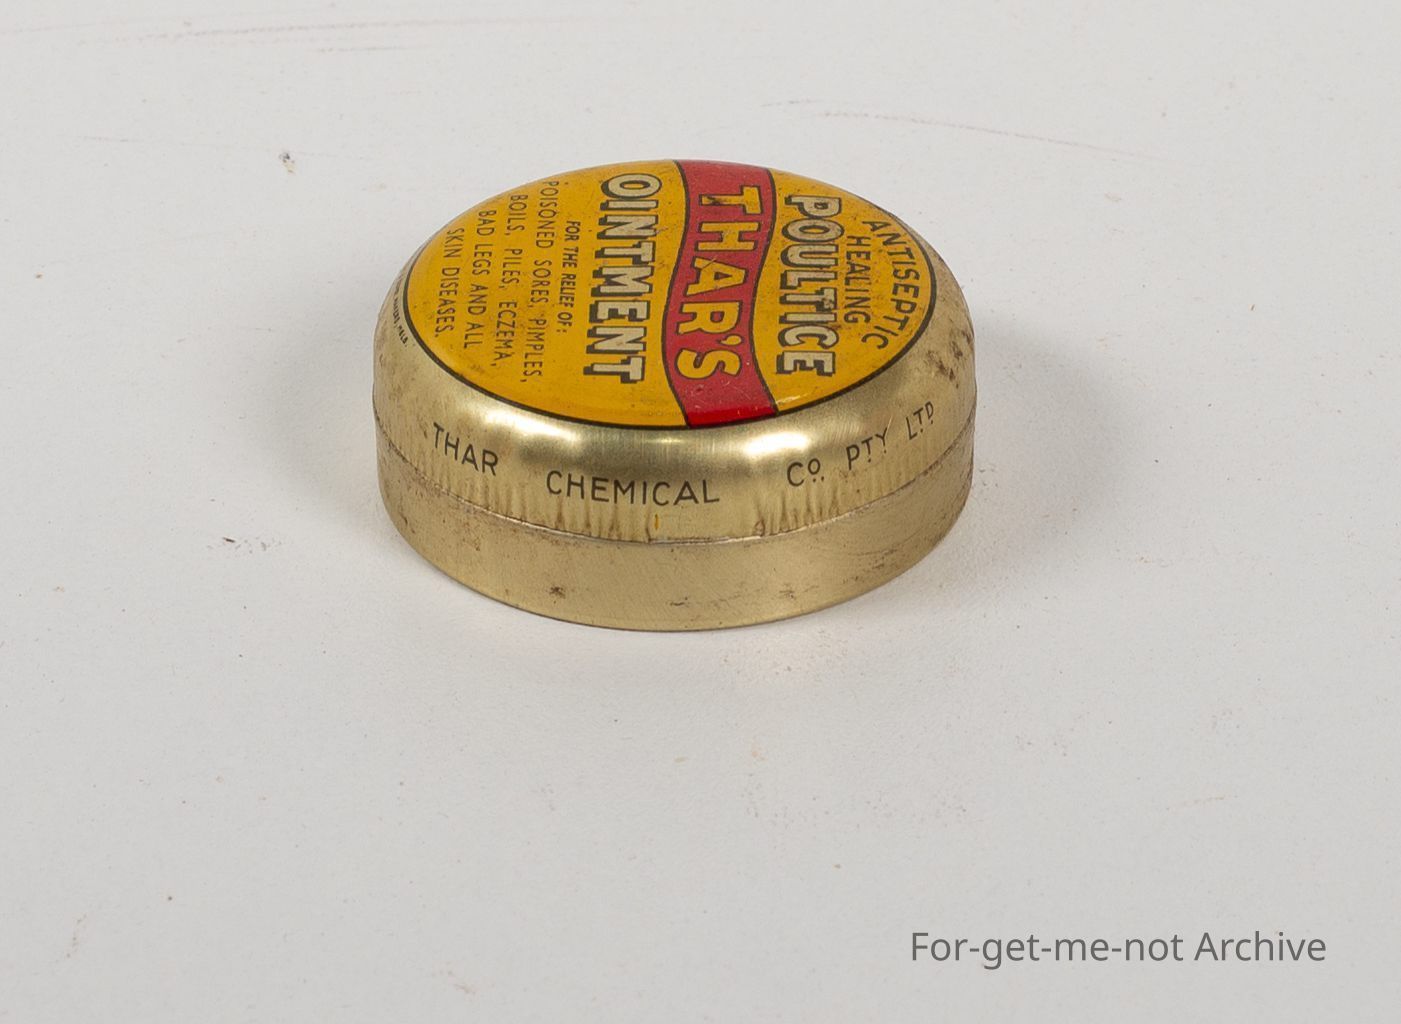 ANTISEPTIC
HEALING
POULTICE
THAR'S
OINTMENT
FOR THE RELIEF OF:
POISONED SORES, PIMPLES,
BOILS, PILES, ECZEMA,
BAD LEGS AND ALL
SKIN DISEASES.
THAR CHEMICAL Cº. PTY LTD
For-get-me-not Archive